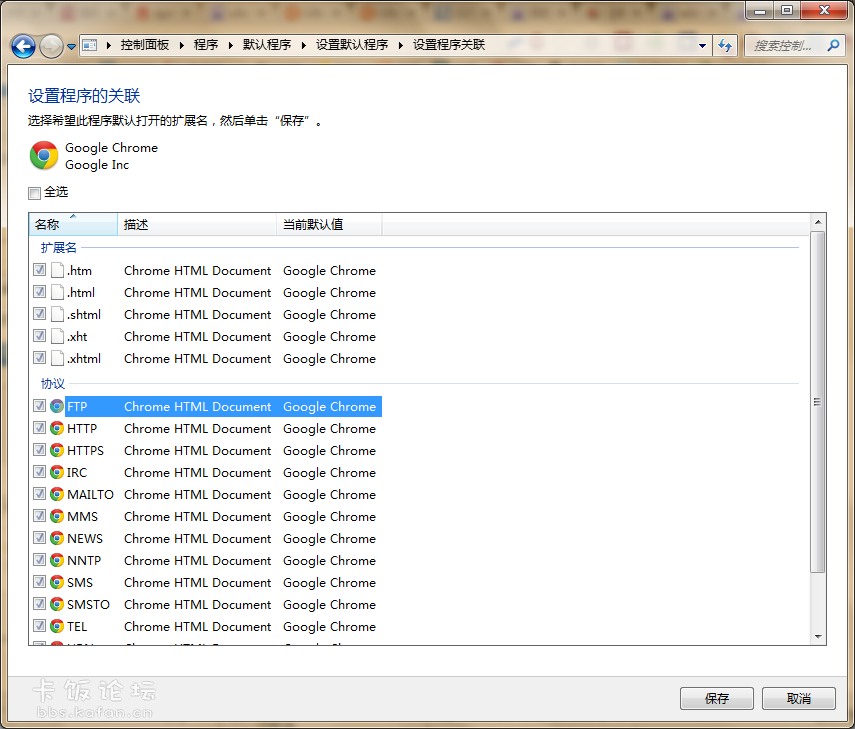 控制面板 程序 默认程序 设置默认程序 设置程序关联 搜索控制...
设置程序的关联
选择希望此程序默认打开的扩展名，然后单击“保存”。
Google Chrome
Google Inc
全选
名称 描述 当前默认值
扩展名
.htm Chrome HTML Document Google Chrome
.html Chrome HTML Document Google Chrome
.shtml Chrome HTML Document Google Chrome
.xht Chrome HTML Document Google Chrome
.xhtml Chrome HTML Document Google Chrome
协议
FTP Chrome HTML Document Google Chrome
HTTP Chrome HTML Document Google Chrome
HTTPS Chrome HTML Document Google Chrome
IRC Chrome HTML Document Google Chrome
MAILTO Chrome HTML Document Google Chrome
MMS Chrome HTML Document Google Chrome
NEWS Chrome HTML Document Google Chrome
NNTP Chrome HTML Document Google Chrome
SMS Chrome HTML Document Google Chrome
SMSTO Chrome HTML Document Google Chrome
TEL Chrome HTML Document Google Chrome
卡饭论坛
bbs.kafan.cn
保存 取消